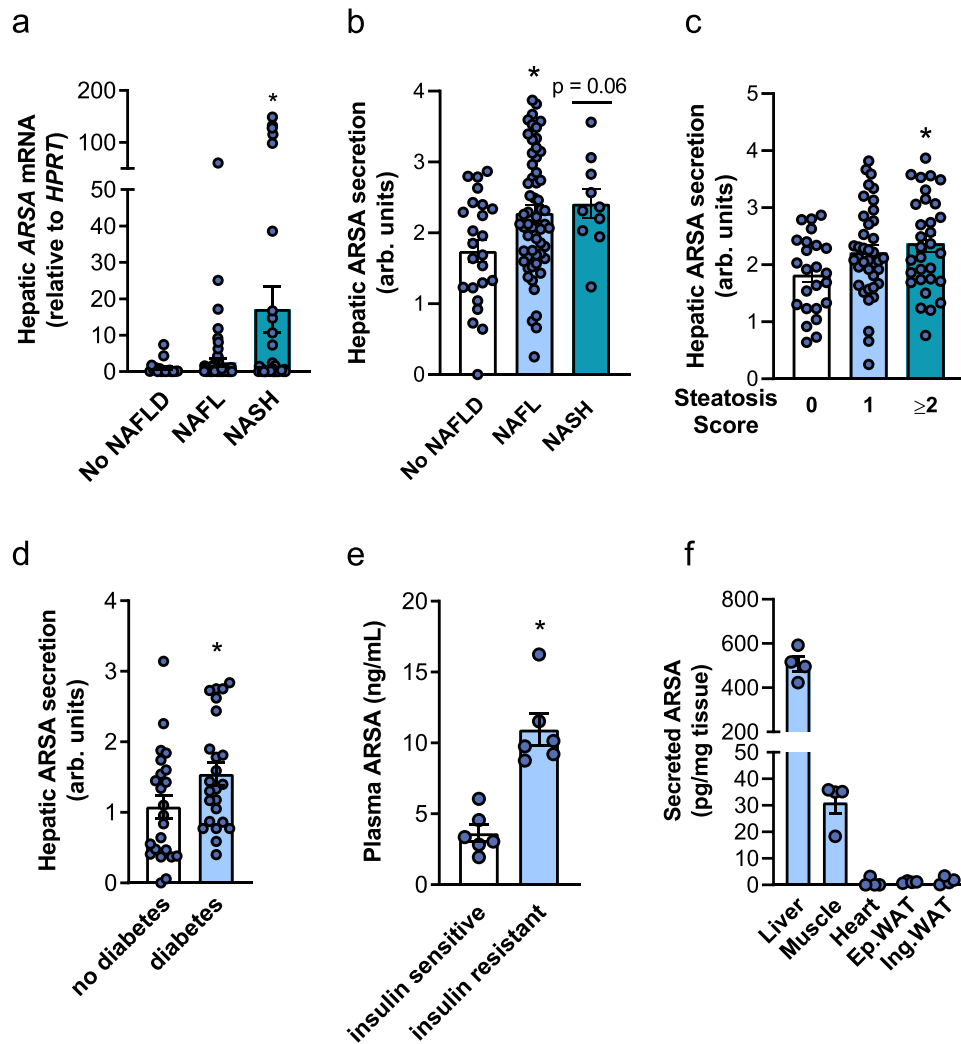 a
Hepatic ARSA mRNA
(relative to HPRT)
200
150
100
50
40
30
20
10
0
*
No NAFLD
NAFL
NASH
b
Hepatic ARSA secretion
(arb. units)
4
3
2
1
0
*
p = 0.06
No NAFLD
NAFL
NASH
c
Hepatic ARSA secretion
(arb. units)
5
4
3
2
1
0
*
Steatosis
Score
0
1
≥2
d
Hepatic ARSA secretion
(arb. units)
4
3
2
1
0
*
no diabetes
diabetes
e
Plasma ARSA (ng/mL)
20
15
10
5
0
*
insulin sensitive
insulin resistant
f
Secreted ARSA
(pg/mg tissue)
800
600
400
200
50
40
30
20
10
0
Liver
Muscle
Heart
Ep.WAT
Ing.WAT